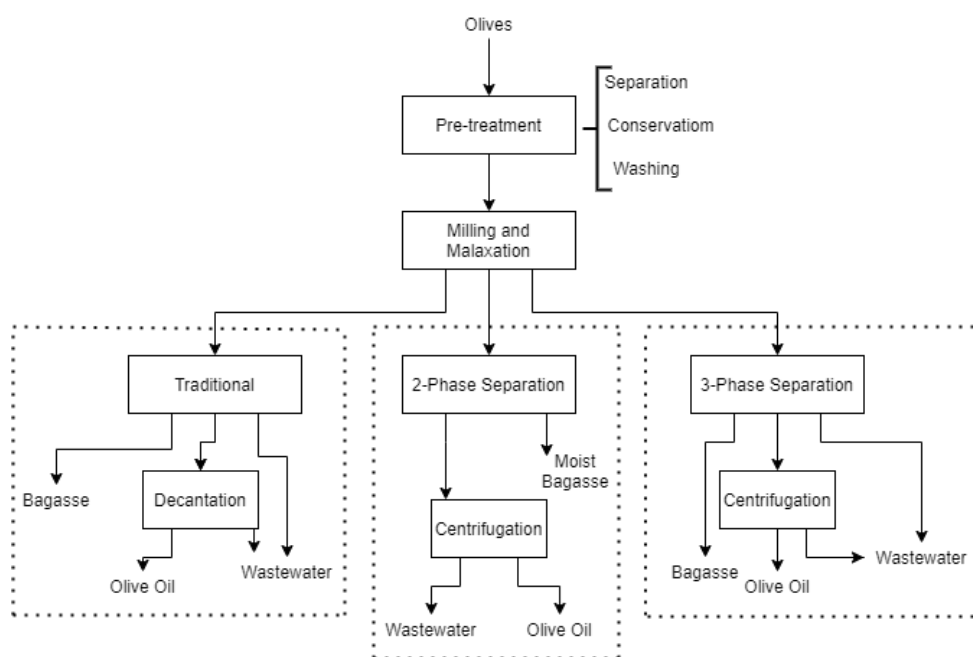 Olives
Pre-treatment
Separation
Conservatiom
Washing
Milling and
Malaxation
Traditional
2-Phase Separation
3-Phase Separation
Bagasse
Decantation
Olive Oil
Wastewater
Moist
Bagasse
Centrifugation
Wastewater
Olive Oil
Centrifugation
Bagasse
Olive Oil
Wastewater